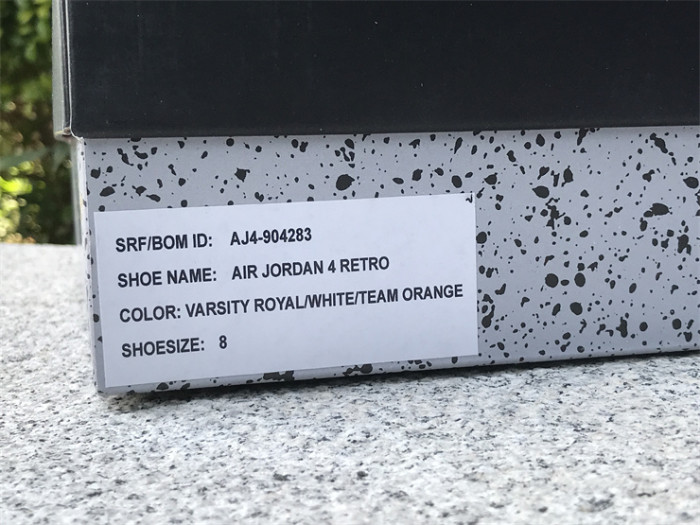 SRF/BOM ID: AJ4-904283
SHOE NAME: AIR JORDAN 4 RETRO
COLOR: VARSITY ROYAL/WHITE/TEAM ORANGE
SHOESIZE: 8